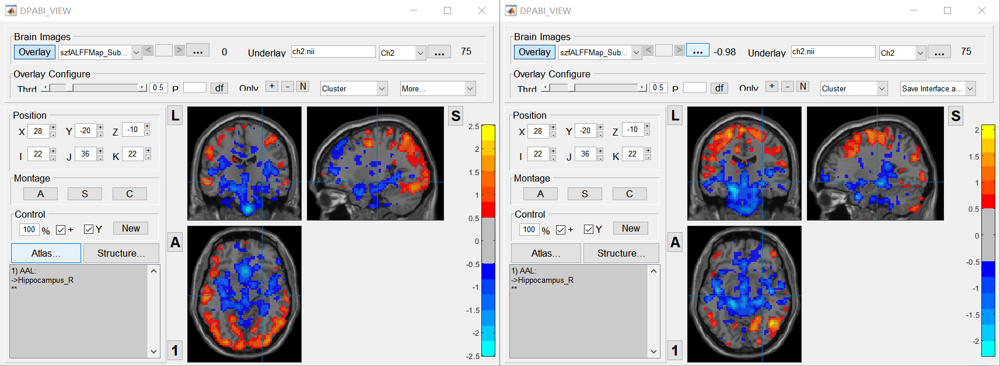 DPABI_VIEW
Brain Images
Overlay szfALFFMap_Sub... < > ... 0 Underlay ch2.nii Ch2 ... 75
Overlay Configure
Thrd 0.5 P df Only + - N Cluster More...
Position
X 28 + - Y -20 + - Z -10 + -
I 22 + - J 36 + - K 22 + -
Montage
A S C
Control
100 % + Y New
Atlas... Structure...
1) AAL:
->Hippocampus_R
**
L
S
A
1
2.5
2
1.5
1
0.5
0
-0.5
-1
-1.5
-2
-2.5
DPABI_VIEW
Brain Images
Overlay szfALFFMap_Sub... < > ... -0.98 Underlay ch2.nii Ch2 ... 75
Overlay Configure
Thrd 0.5 P df Only + - N Cluster Save Interface a...
Position
X 28 + - Y -20 + - Z -10 + -
I 22 + - J 36 + - K 22 + -
Montage
A S C
Control
100 % + Y New
Atlas... Structure...
1) AAL:
->Hippocampus_R
**
L
S
A
1
2
1.5
1
0.5
0
-0.5
-1
-1.5
-2